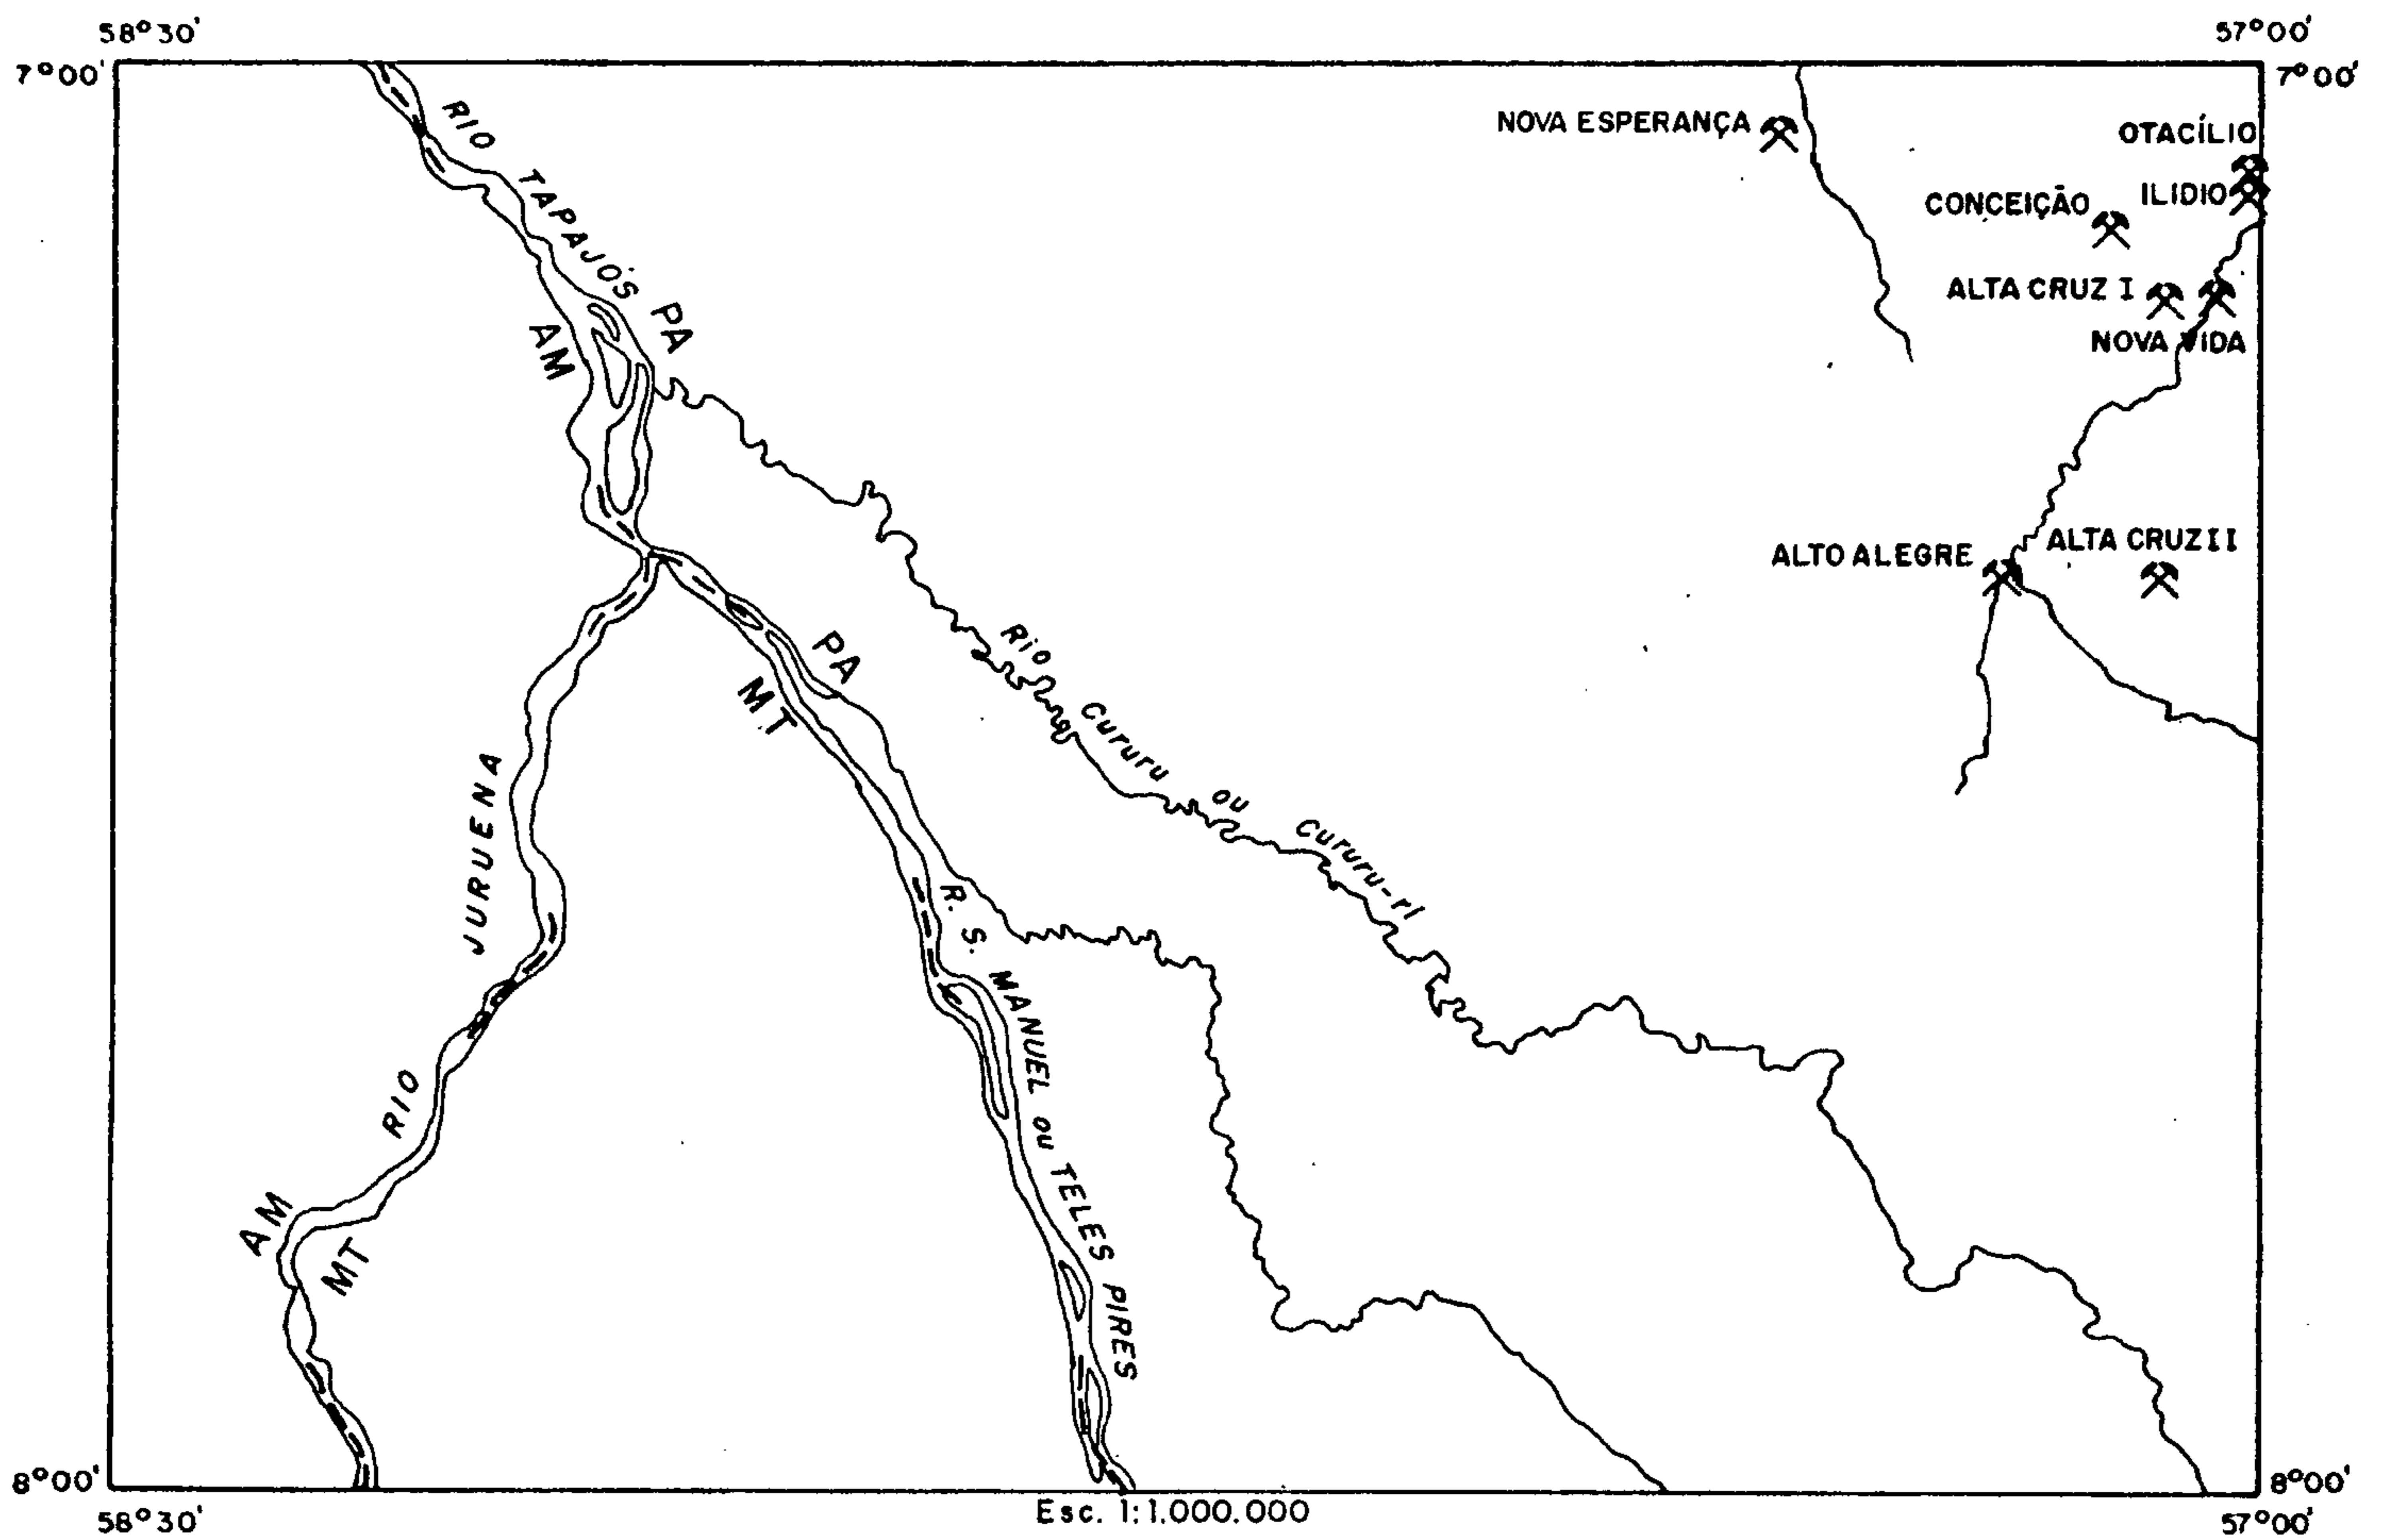 58°30'
57°00'
7°00'
7°00'
RIO TAPAJÓS
NOVA ESPERANÇA
OTACÍLIO
CONCEIÇÃO
ILIDIO
ALTA CRUZ I
NOVA VIDA
PA
AM
ALTO ALEGRE
ALTA CRUZ II
PA
MT
Rio Cururu ou Cururu-ri
RIO JURUENA
R. S. MANUEL ou TELES PIRES
AM
MT
8°00'
8°00'
58°30'
Esc. 1:1.000.000
57°00'